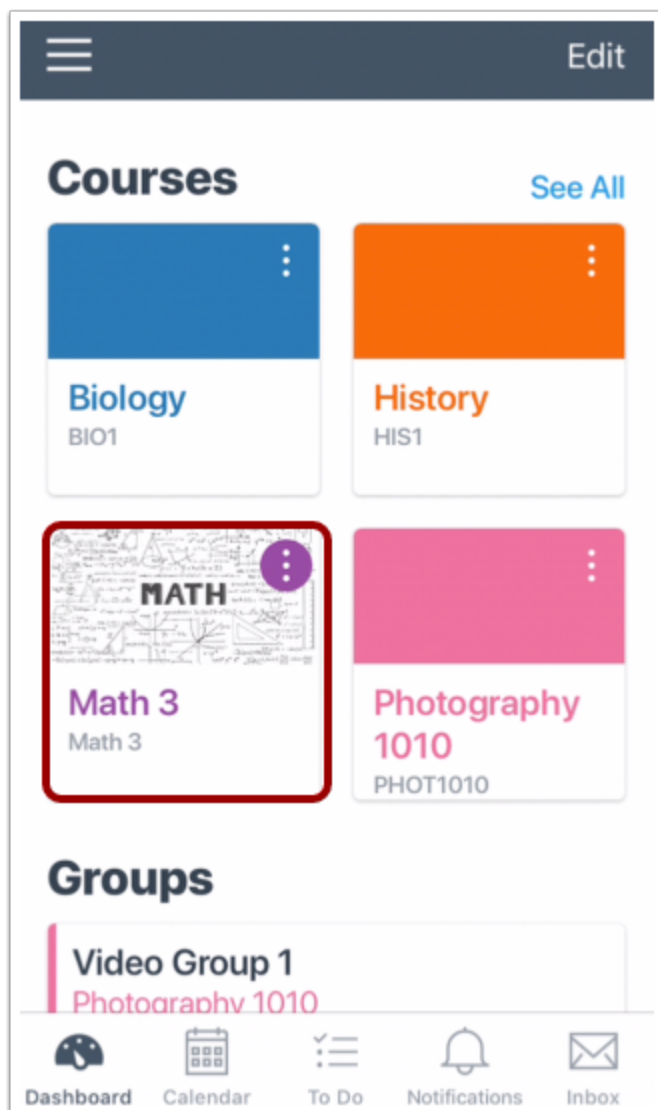 Edit
Courses
See All
Biology
BIO1
History
HIS1
MATH
Math 3
Math 3
Photography
1010
PHOT1010
Groups
Video Group 1
Photography 1010
Dashboard
Calendar
To Do
Notifications
Inbox